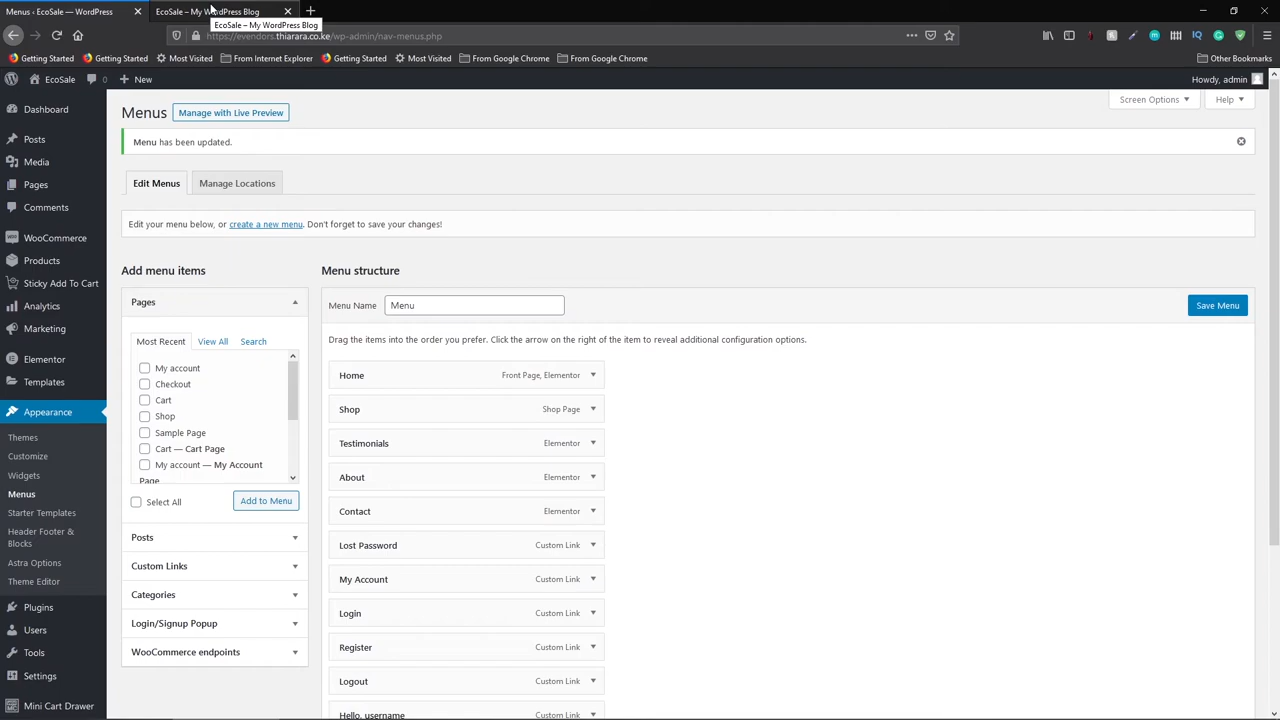 Menus ‹ EcoSale — WordPress
EcoSale – My WordPress Blog
EcoSale – My WordPress Blog
https://evendors.thiarara.co.ke/wp-admin/nav-menus.php
Getting Started
Getting Started
Most Visited
From Internet Explorer
Getting Started
Most Visited
From Google Chrome
From Google Chrome
Other Bookmarks
EcoSale
0
New
Howdy, admin
Dashboard
Posts
Media
Pages
Comments
WooCommerce
Products
Sticky Add To Cart
Analytics
Marketing
Elementor
Templates
Appearance
Themes
Customize
Widgets
Menus
Starter Templates
Header Footer &
Blocks
Astra Options
Theme Editor
Plugins
Users
Tools
Settings
Mini Cart Drawer
Menus
Manage with Live Preview
Screen Options
Help
Menu has been updated.
Edit Menus
Manage Locations
Edit your menu below, or create a new menu. Don't forget to save your changes!
Add menu items
Pages
Most Recent
View All
Search
My account
Checkout
Cart
Shop
Sample Page
Cart — Cart Page
My account — My Account
Page
Select All
Add to Menu
Posts
Custom Links
Categories
Login/Signup Popup
WooCommerce endpoints
Menu structure
Menu Name
Menu
Save Menu
Drag the items into the order you prefer. Click the arrow on the right of the item to reveal additional configuration options.
Home Front Page, Elementor
Shop Shop Page
Testimonials Elementor
About Elementor
Contact Elementor
Lost Password Custom Link
My Account Custom Link
Login Custom Link
Register Custom Link
Logout Custom Link
Hello, username Custom Link